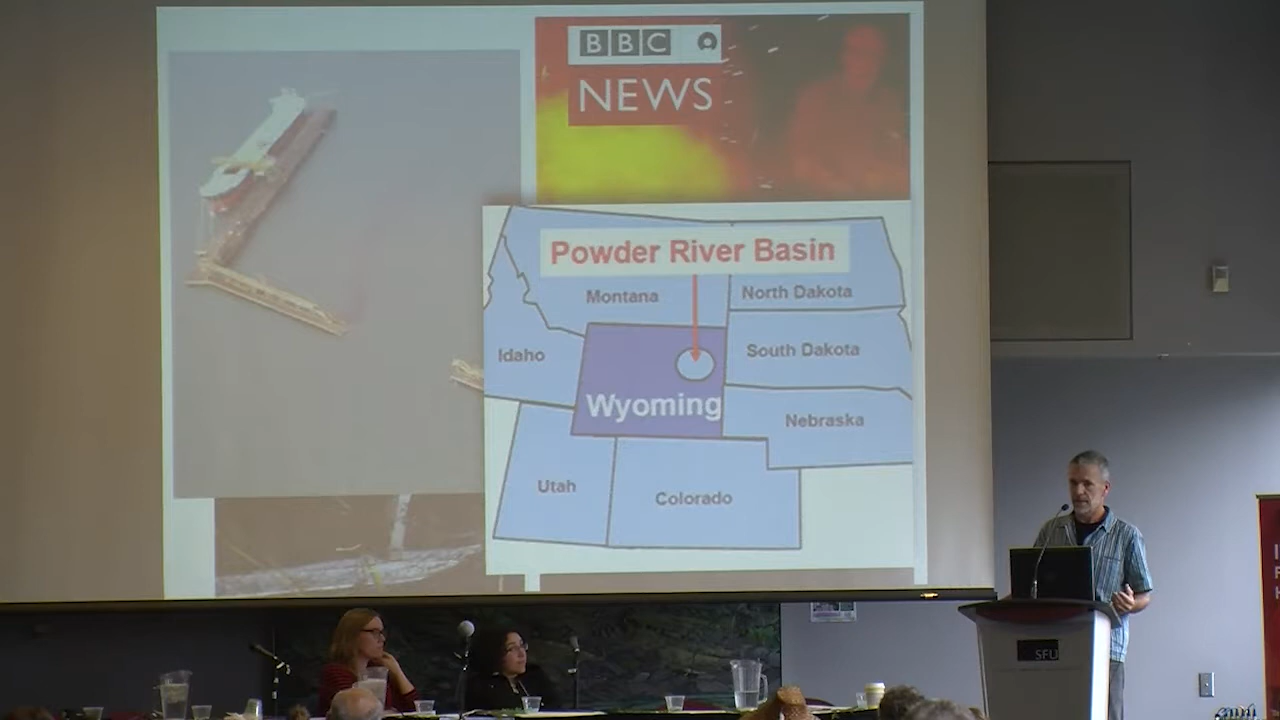 BBC
NEWS
Powder River Basin
Montana
North Dakota
Idaho
South Dakota
Wyoming
Nebraska
Utah
Colorado
SFU